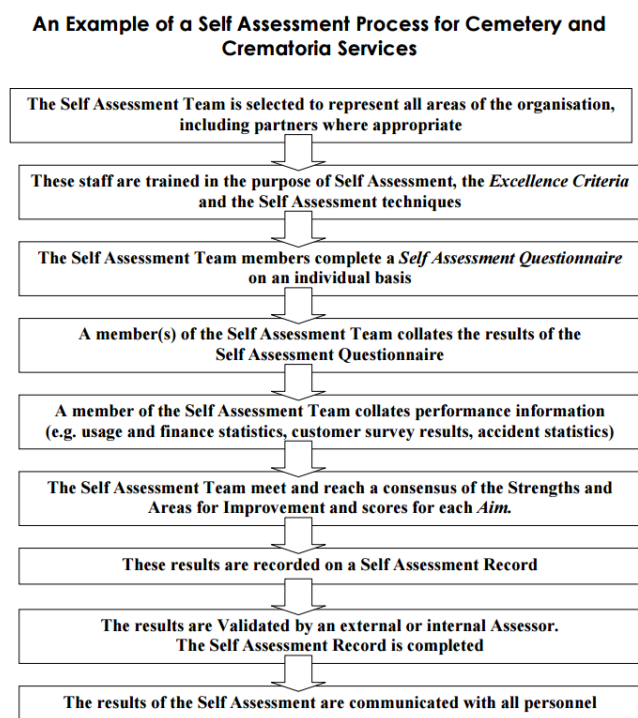 An Example of a Self Assessment Process for Cemetery and
Crematoria Services
The Self Assessment Team is selected to represent all areas of the organisation,
including partners where appropriate
These staff are trained in the purpose of Self Assessment, the Excellence Criteria
and the Self Assessment techniques
The Self Assessment Team members complete a Self Assessment Questionnaire
on an individual basis
A member(s) of the Self Assessment Team collates the results of the
Self Assessment Questionnaire
A member of the Self Assessment Team collates performance information
(e.g. usage and finance statistics, customer survey results, accident statistics)
The Self Assessment Team meet and reach a consensus of the Strengths and
Areas for Improvement and scores for each Aim.
These results are recorded on a Self Assessment Record
The results are Validated by an external or internal Assessor.
The Self Assessment Record is completed
The results of the Self Assessment are communicated with all personnel